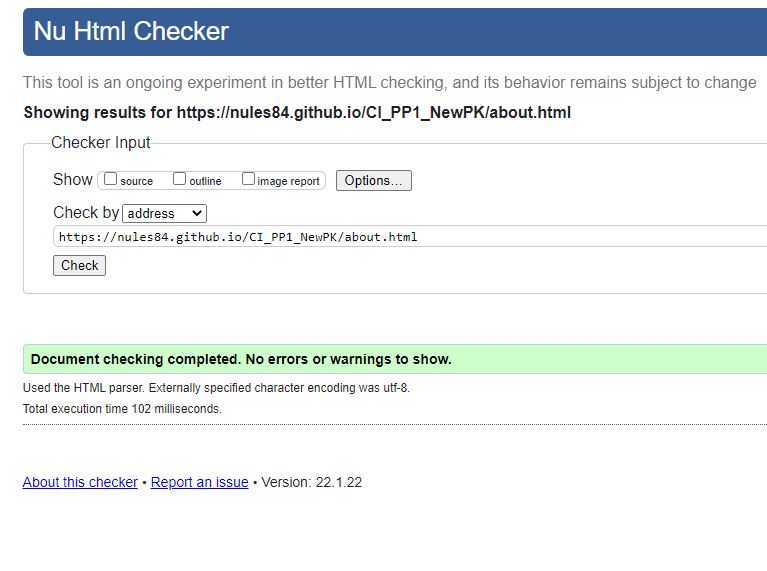 Nu Html Checker
This tool is an ongoing experiment in better HTML checking, and its behavior remains subject to change
Showing results for https://nules84.github.io/CI_PP1_NewPK/about.html
Checker Input
Show source outline image report Options...
Check by address
https://nules84.github.io/CI_PP1_NewPK/about.html
Check
Document checking completed. No errors or warnings to show.
Used the HTML parser. Externally specified character encoding was utf-8.
Total execution time 102 milliseconds.
About this checker • Report an issue • Version: 22.1.22